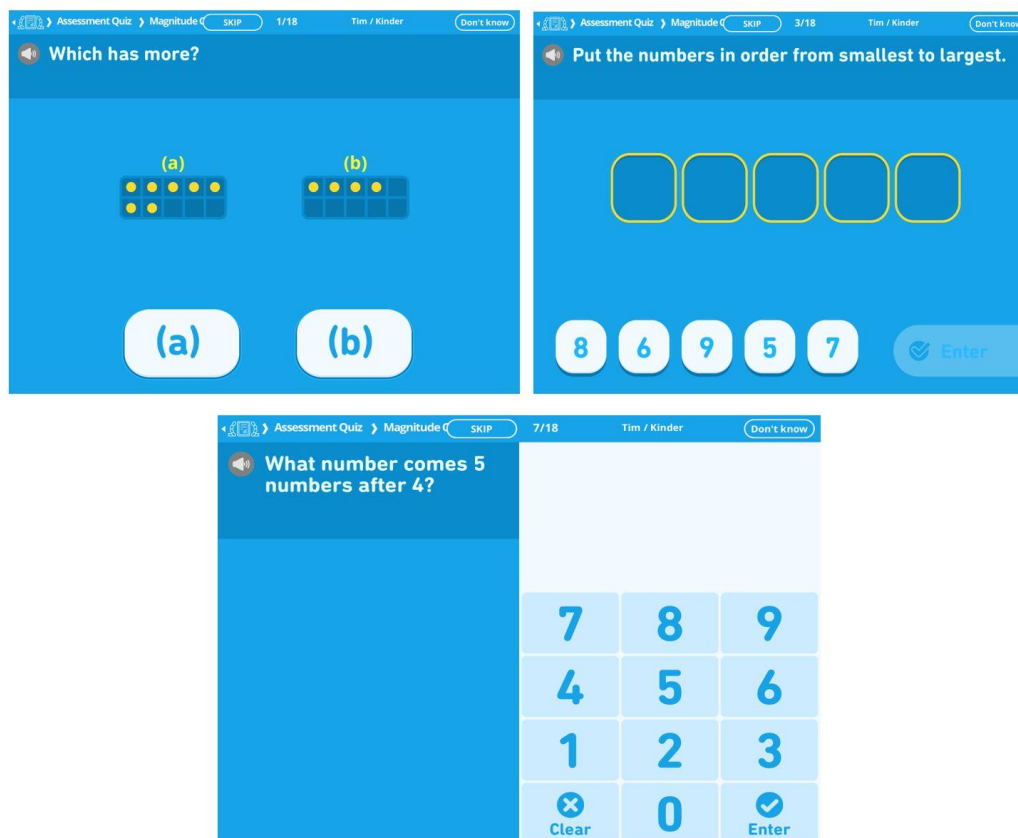 Assessment Quiz Magnitude C SKIP 1/18 Tim / Kinder Don't know
Which has more?
(a) (b)
(a) (b)
Assessment Quiz Magnitude C SKIP 3/18 Tim / Kinder Don't know
Put the numbers in order from smallest to largest.
8 6 9 5 7 Enter
Assessment Quiz Magnitude C SKIP 7/18 Tim / Kinder Don't know
What number comes 5
numbers after 4?
7 8 9
4 5 6
1 2 3
Clear 0 Enter